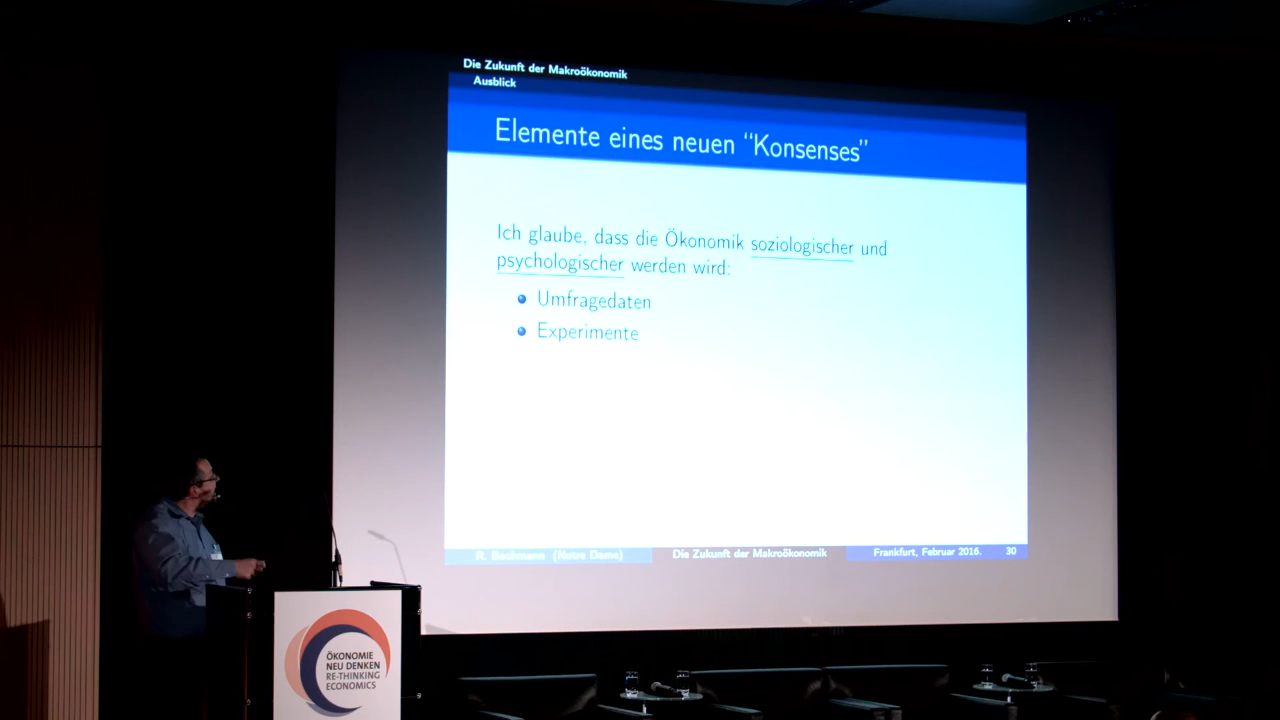 Die Zukunft der Makroökonomik
Ausblick
Elemente eines neuen “Konsenses”
Ich glaube, dass die Ökonomik soziologischer und
psychologischer werden wird:
Umfragedaten
Experimente
R. Bachmann (Notre Dame)
Die Zukunft der Makroökonomik
Frankfurt, Februar 2016.
30
ÖKONOMIE
NEU DENKEN
RE-THINKING
ECONOMICS